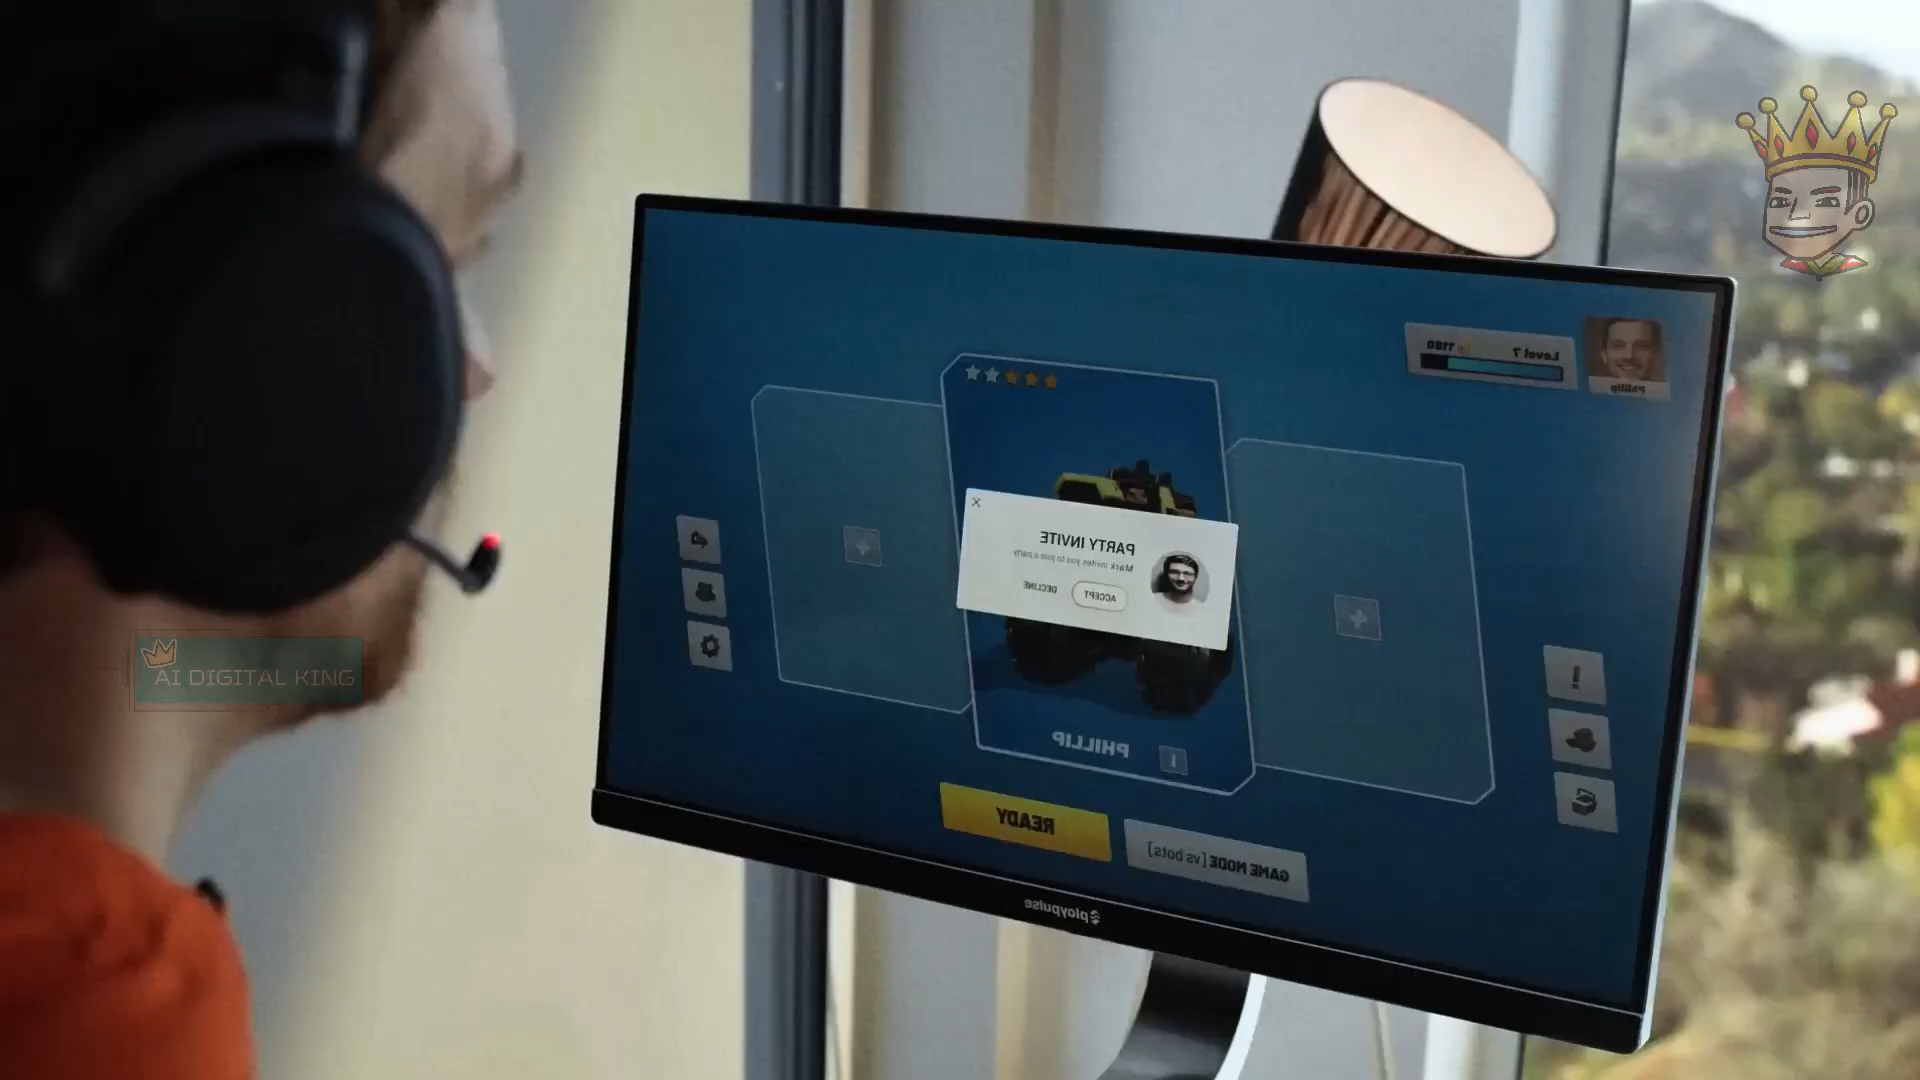 1180
Level 7
Phillip
PARTY INVITE
Mark invites you to join a party
ACCEPT
DECLINE
AI DIGITAL KING
PHILLIP
READY
GAME MODE [vs bots]
ploypulse